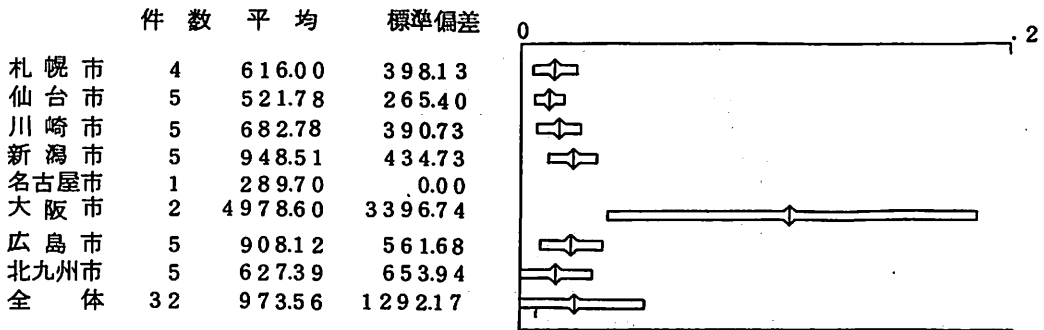 件数 平均 標準偏差 0 .2
札幌市 4 616.00 398.13
仙台市 5 521.78 265.40
川崎市 5 682.78 390.73
新潟市 5 948.51 434.73
名古屋市 1 289.70 0.00
大阪市 2 4978.60 3396.74
広島市 5 908.12 561.68
北九州市 5 627.39 653.94
全体 32 973.56 1292.17